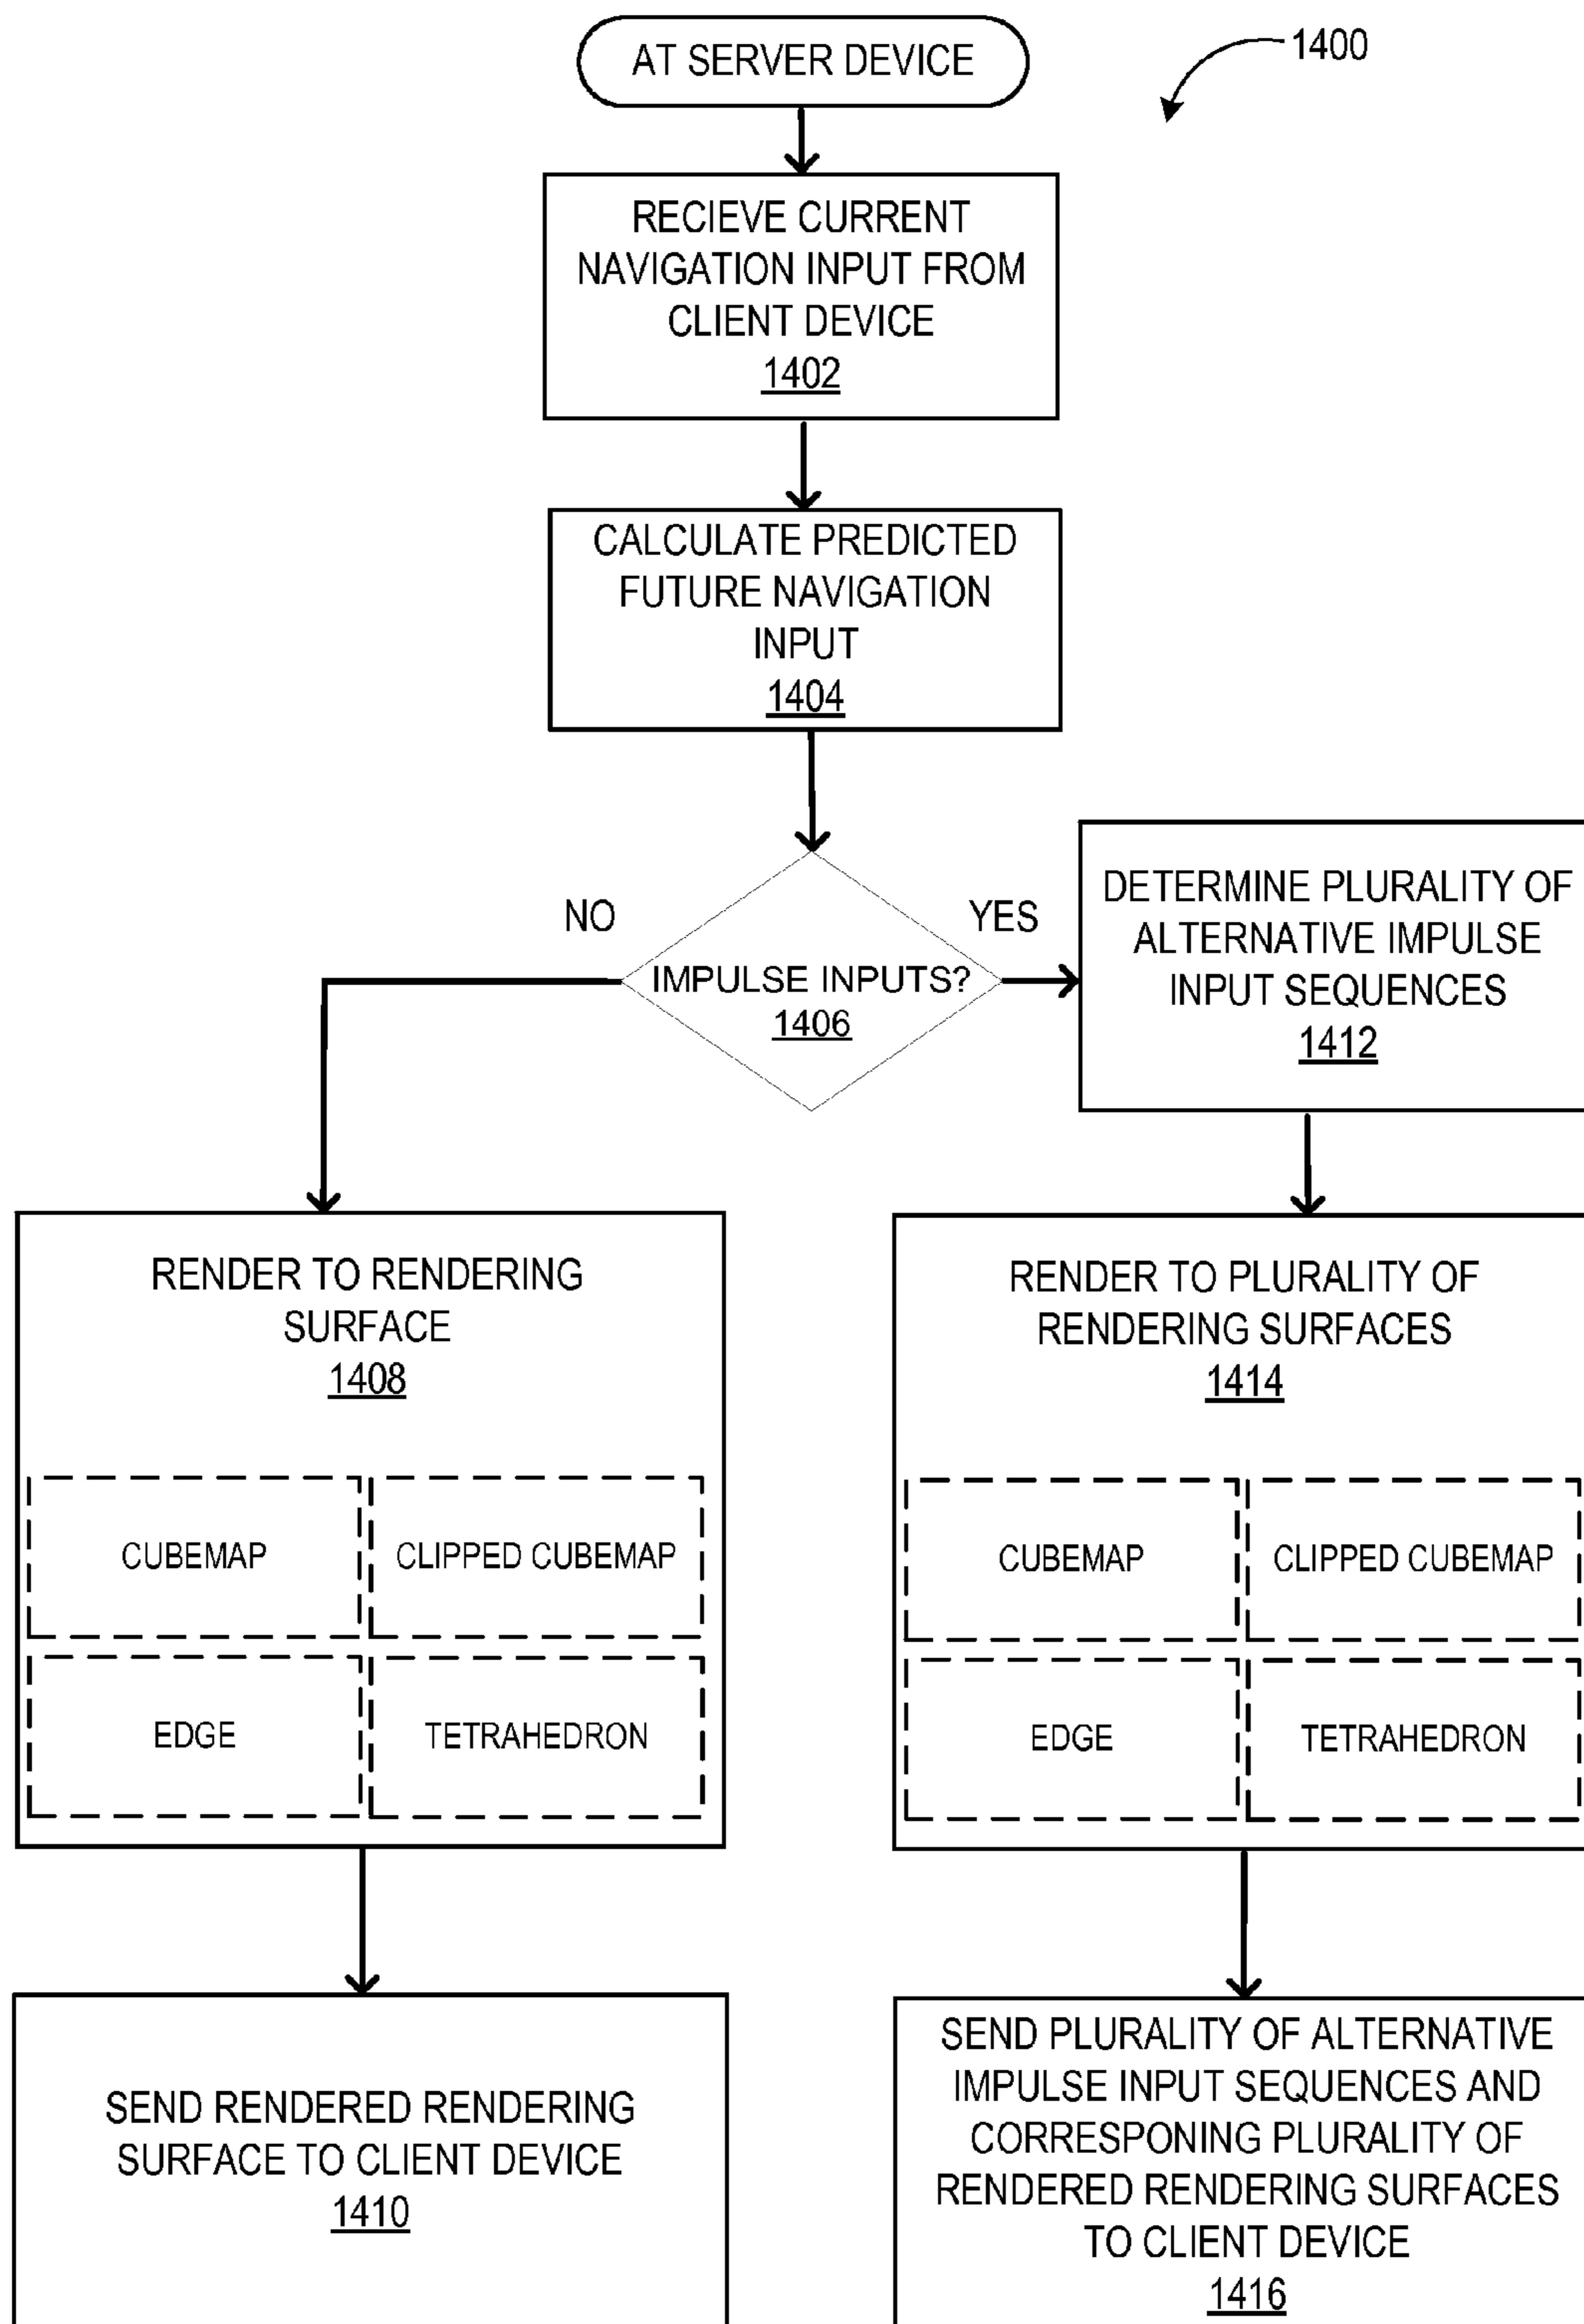 AT SERVER DEVICE
1400
RECIEVE CURRENT
NAVIGATION INPUT FROM
CLIENT DEVICE
1402
CALCULATE PREDICTED
FUTURE NAVIGATION
INPUT
1404
NO
YES
IMPULSE INPUTS?
1406
DETERMINE PLURALITY OF
ALTERNATIVE IMPULSE
INPUT SEQUENCES
1412
RENDER TO RENDERING
SURFACE
1408
CUBEMAP
CLIPPED CUBEMAP
EDGE
TETRAHEDRON
RENDER TO PLURALITY OF
RENDERING SURFACES
1414
CUBEMAP
CLIPPED CUBEMAP
EDGE
TETRAHEDRON
SEND RENDERED RENDERING
SURFACE TO CLIENT DEVICE
1410
SEND PLURALITY OF ALTERNATIVE
IMPULSE INPUT SEQUENCES AND
CORRESPONING PLURALITY OF
RENDERED RENDERING SURFACES
TO CLIENT DEVICE
1416